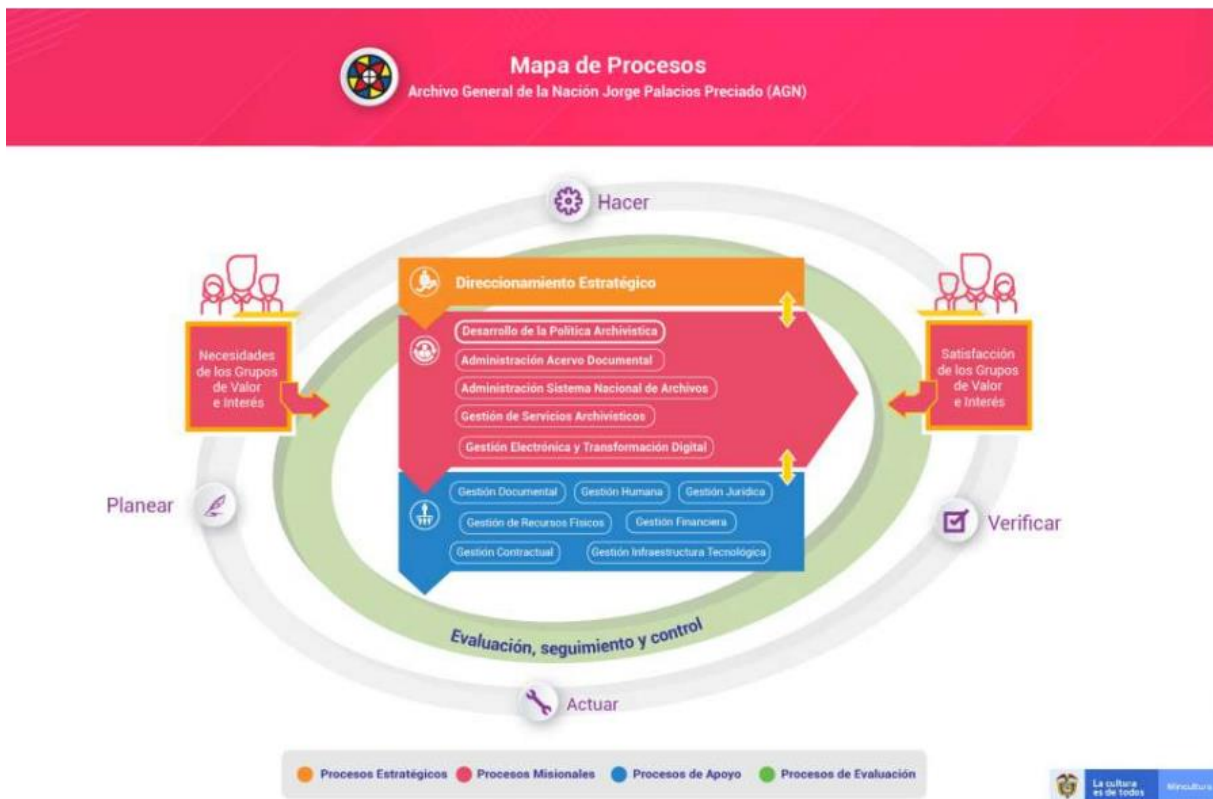 Mapa de Procesos
Archivo General de la Nación Jorge Palacios Preciado (AGN)
Hacer
Direccionamiento Estratégico
Necesidades
de los Grupos
de Valor
e Interés
Desarrollo de la Política Archivística
Administración Acervo Documental
Administración Sistema Nacional de Archivos
Gestión de Servicios Archivísticos
Gestión Electrónica y Transformación Digital
Satisfacción
de los Grupos
de Valor
e Interés
Gestión Documental Gestión Humana Gestión Jurídica
Gestión de Recursos Físicos Gestión Financiera
Gestión Contractual Gestión Infraestructura Tecnológica
Planear
Verificar
Evaluación, seguimiento y control
Actuar
Procesos Estratégicos Procesos Misionales Procesos de Apoyo Procesos de Evaluación
La cultura
es de todos
Mincultura